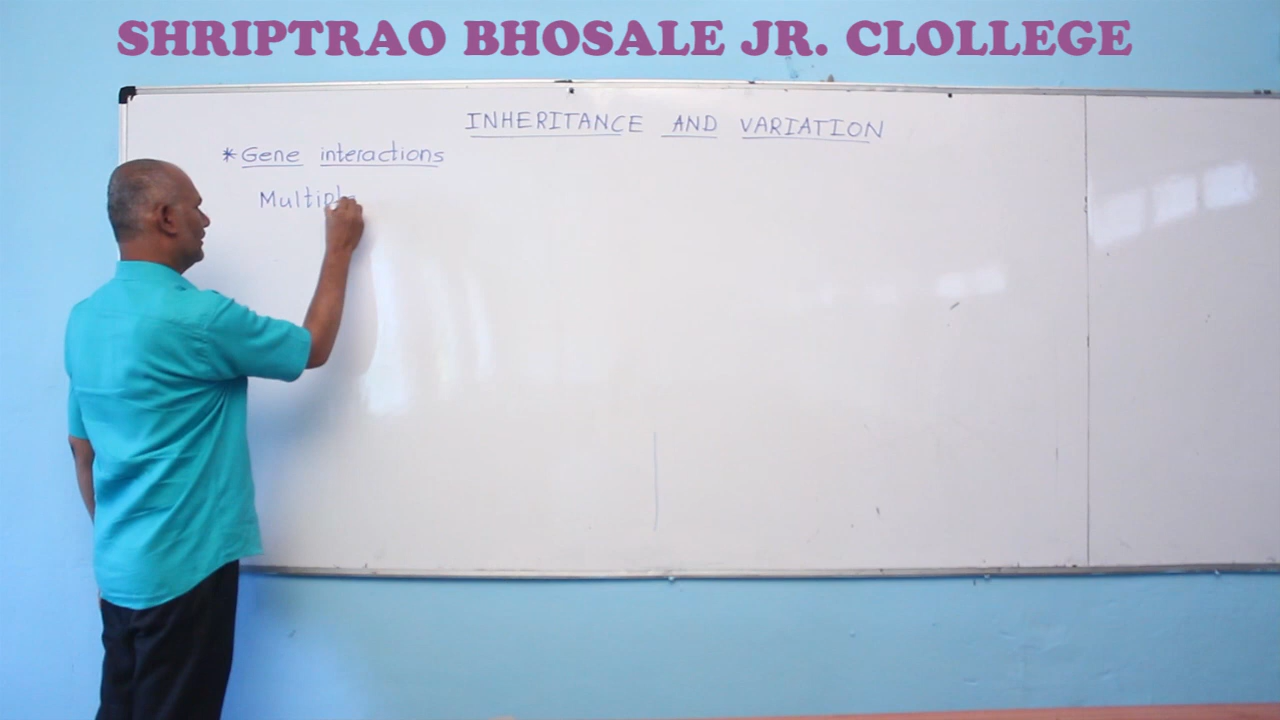 SHRIPTRAO BHOSALE JR. CLOLLEGE
INHERITANCE AND VARIATION
*Gene interactions